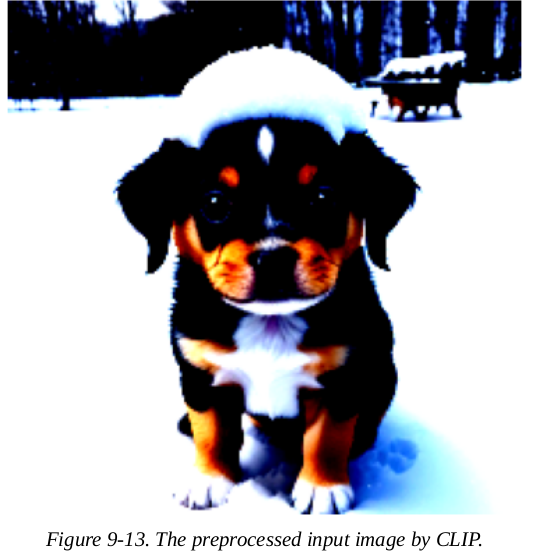 Figure 9-13. The preprocessed input image by CLIP.